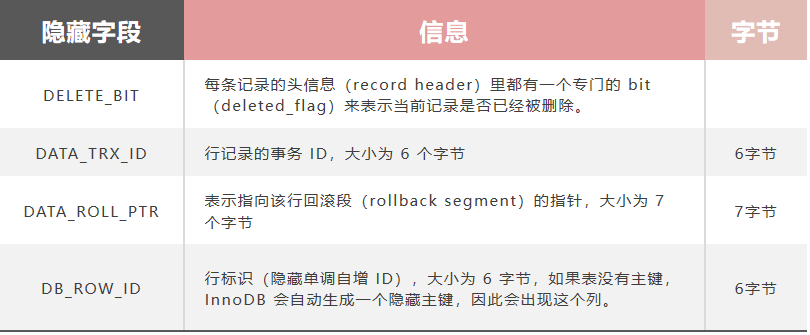 隐藏字段 信息 字节
DELETE_BIT
每条记录的头信息（record header）里都有一个专门的 bit
（deleted_flag）来表示当前记录是否已经被删除。
DATA_TRX_ID 行记录的事务 ID，大小为 6 个字节 6字节
DATA_ROLL_PTR
表示指向该行回滚段（rollback segment）的指针，大小为 7
个字节
7字节
DB_ROW_ID
行标识（隐藏单调自增 ID），大小为 6 字节，如果表没有主键，
InnoDB 会自动生成一个隐藏主键，因此会出现这个列。
6字节